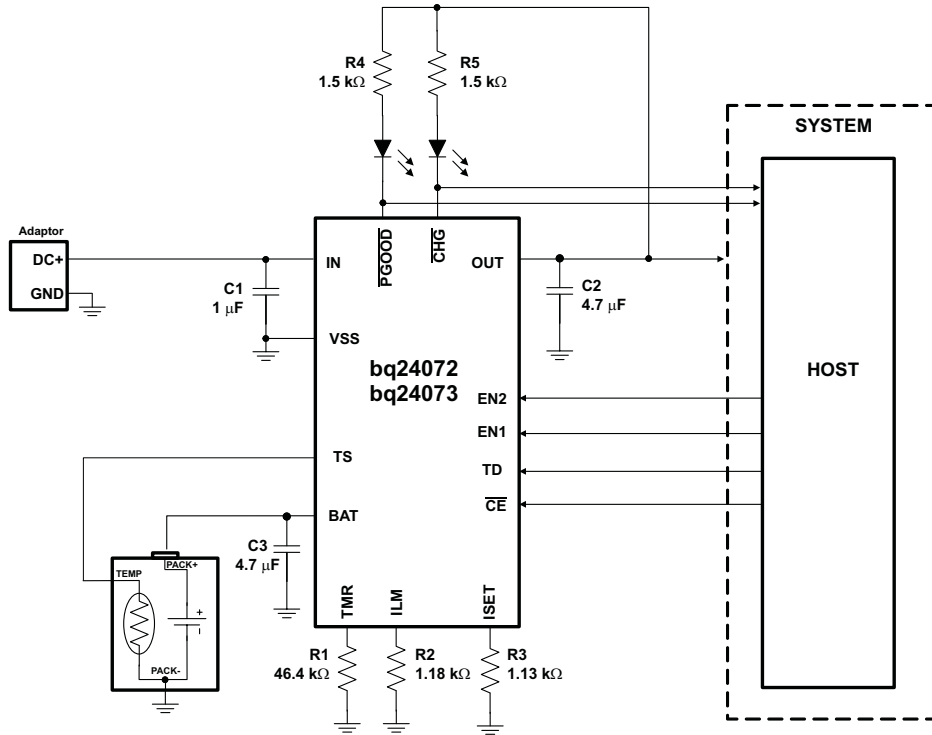 R4
1.5 kΩ
R5
1.5 kΩ
SYSTEM
Adaptor
DC+
GND
C1
1 μF
IN
PGOOD
CHG
OUT
C2
4.7 μF
VSS
bq24072
bq24073
HOST
EN2
EN1
TS
TD
BAT
CE
C3
4.7 μF
PACK+
TEMP
+
−
PACK-
TMR
ILM
ISET
R1
46.4 kΩ
R2
1.18 kΩ
R3
1.13 kΩ